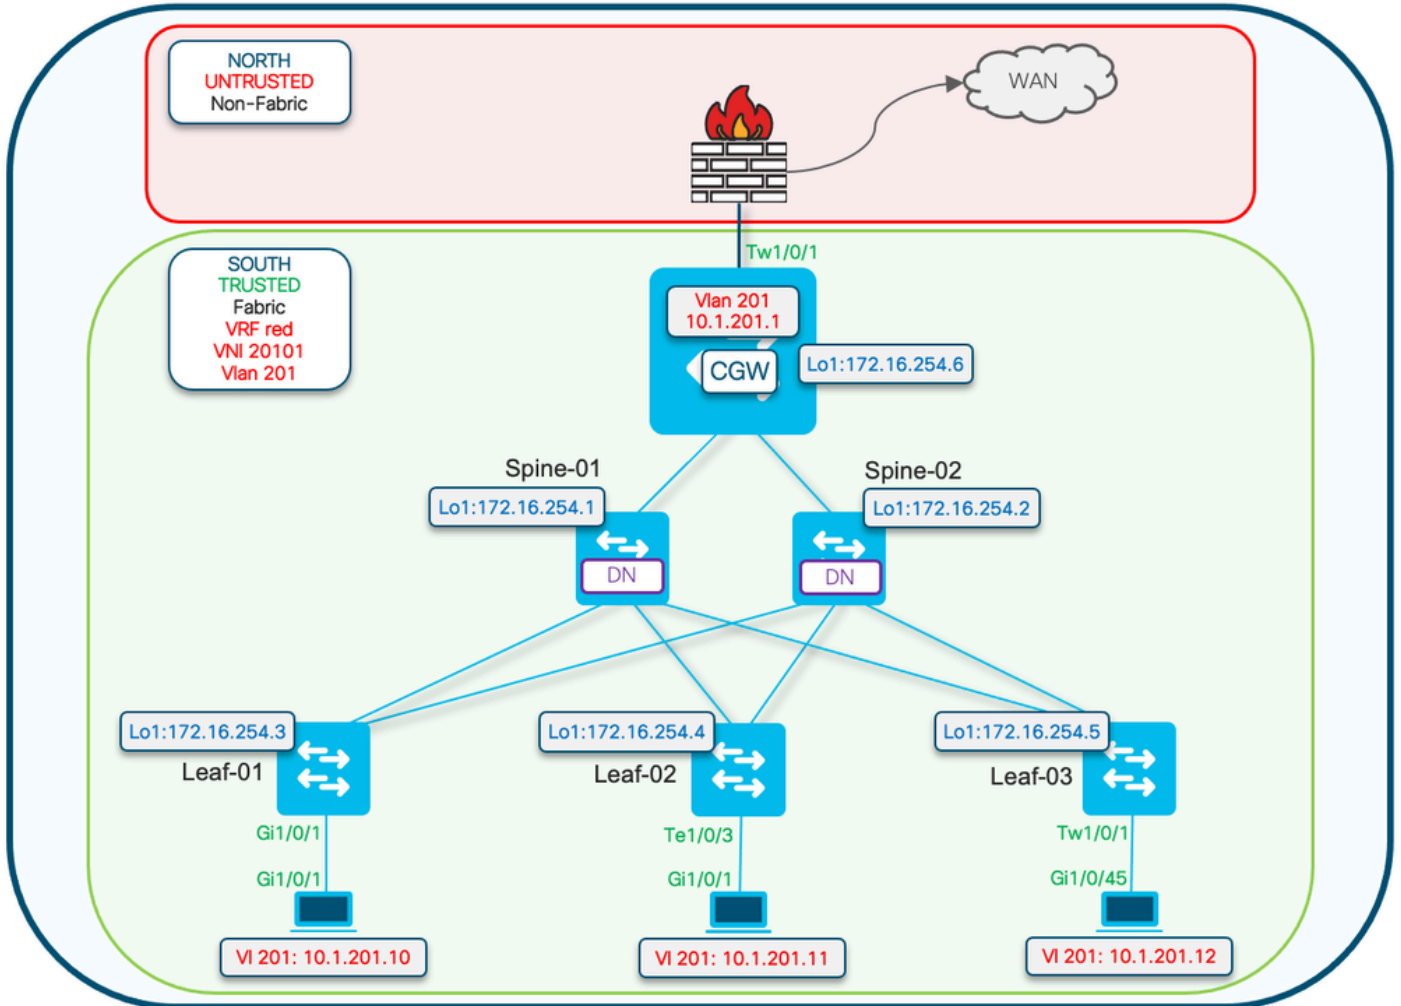 NORTH
UNTRUSTED
Non-Fabric
WAN
Tw1/0/1
SOUTH
TRUSTED
Fabric
VRF red
VNI 20101
Vlan 201
Vlan 201
10.1.201.1
CGW
Lo1:172.16.254.6
Spine-01
Lo1:172.16.254.1
DN
Spine-02
Lo1:172.16.254.2
DN
Lo1:172.16.254.3
Leaf-01
Lo1:172.16.254.4
Leaf-02
Lo1:172.16.254.5
Leaf-03
Gi1/0/1
Te1/0/3
Tw1/0/1
Gi1/0/1
Gi1/0/1
Gi1/0/45
Vl 201: 10.1.201.10
Vl 201: 10.1.201.11
Vl 201: 10.1.201.12